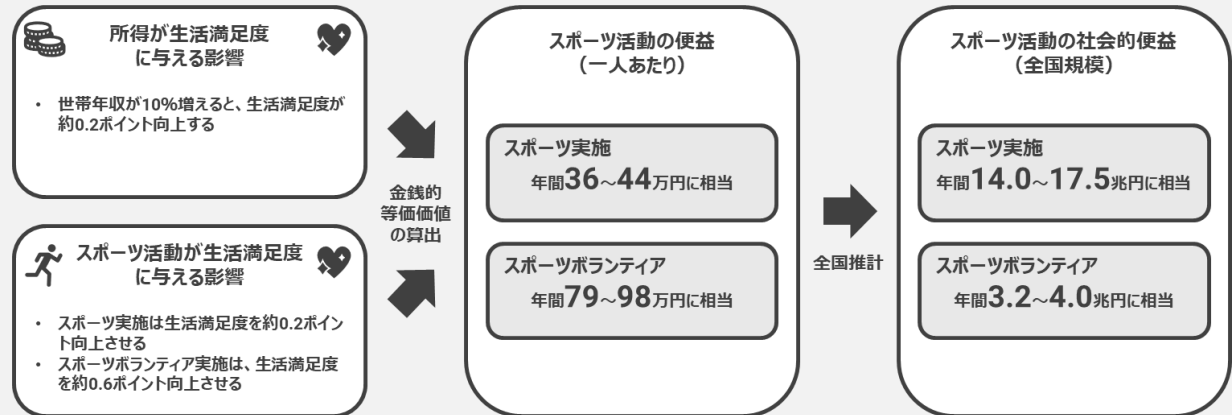 所得が生活満足度
に与える影響
• 世帯年収が10%増えると、生活満足度が
約0.2ポイント向上する
スポーツ活動が生活満足度
に与える影響
• スポーツ実施は生活満足度を約0.2ポイン
ト向上させる
• スポーツボランティア実施は、生活満足度
を約0.6ポイント向上させる
金銭的
等価価値
の算出
スポーツ活動の便益
（一人あたり）
スポーツ実施
年間36～44万円に相当
スポーツボランティア
年間79～98万円に相当
全国推計
スポーツ活動の社会的便益
（全国規模）
スポーツ実施
年間14.0～17.5兆円に相当
スポーツボランティア
年間3.2～4.0兆円に相当